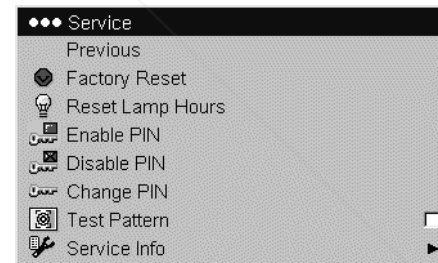 Service
Previous
Factory Reset
Reset Lamp Hours
Enable PIN
Disable PIN
Change PIN
Test Pattern
Service Info